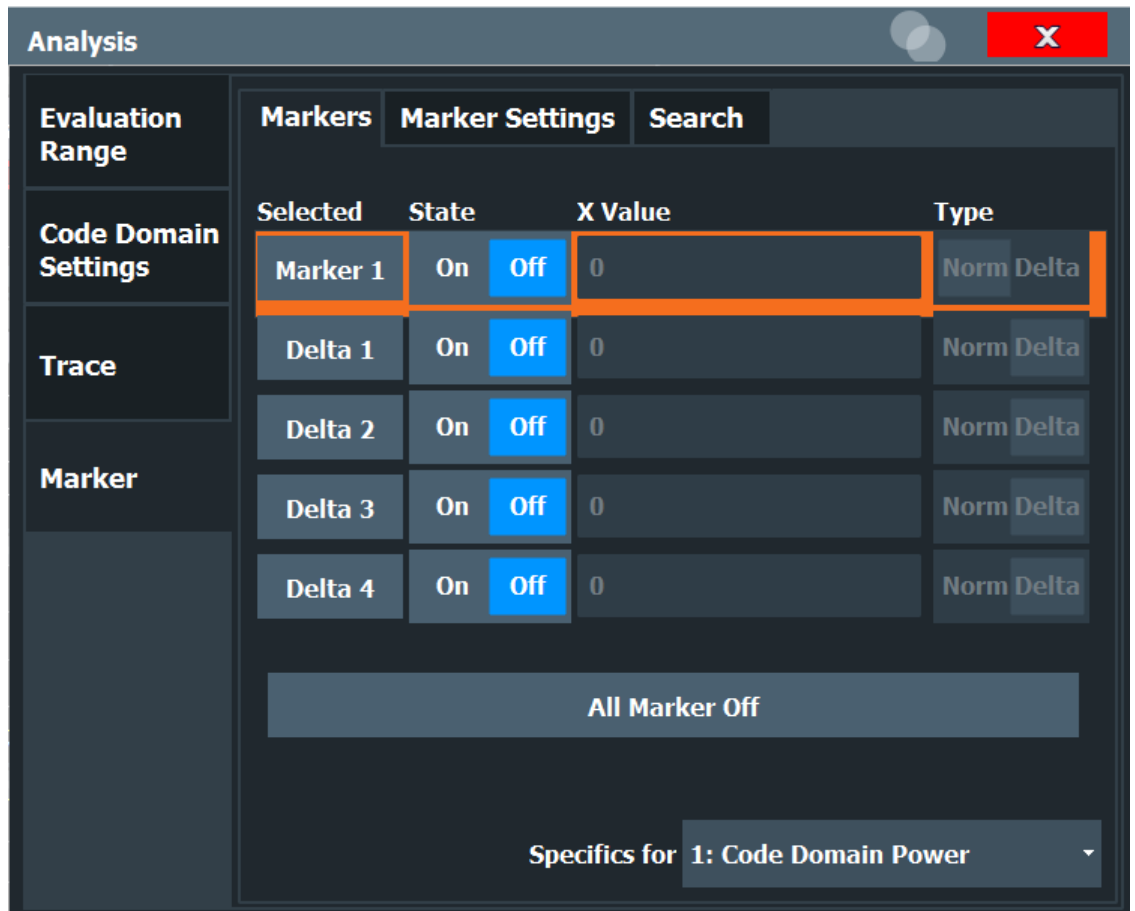 Analysis X
Evaluation
Range
Markers Marker Settings Search
Selected State X Value Type
Code Domain
Settings
Marker 1 On Off 0 Norm Delta
Trace
Delta 1 On Off 0 Norm Delta
Delta 2 On Off 0 Norm Delta
Marker
Delta 3 On Off 0 Norm Delta
Delta 4 On Off 0 Norm Delta
All Marker Off
Specifics for 1: Code Domain Power